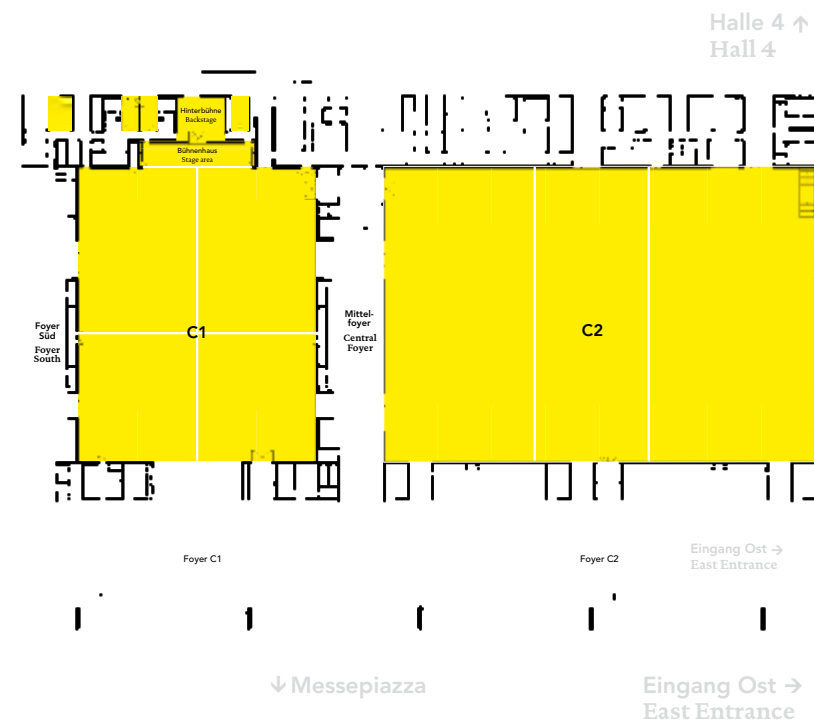 Halle 4 ↑
Hall 4
Hinterbühne
Backstage
Bühnenhaus
Stage area
Foyer
Süd
Foyer
South
C1
Mittel-
foyer
Central
Foyer
C2
Foyer C1
Foyer C2
Eingang Ost →
East Entrance
↓ Messepiazza
Eingang Ost →
East Entrance